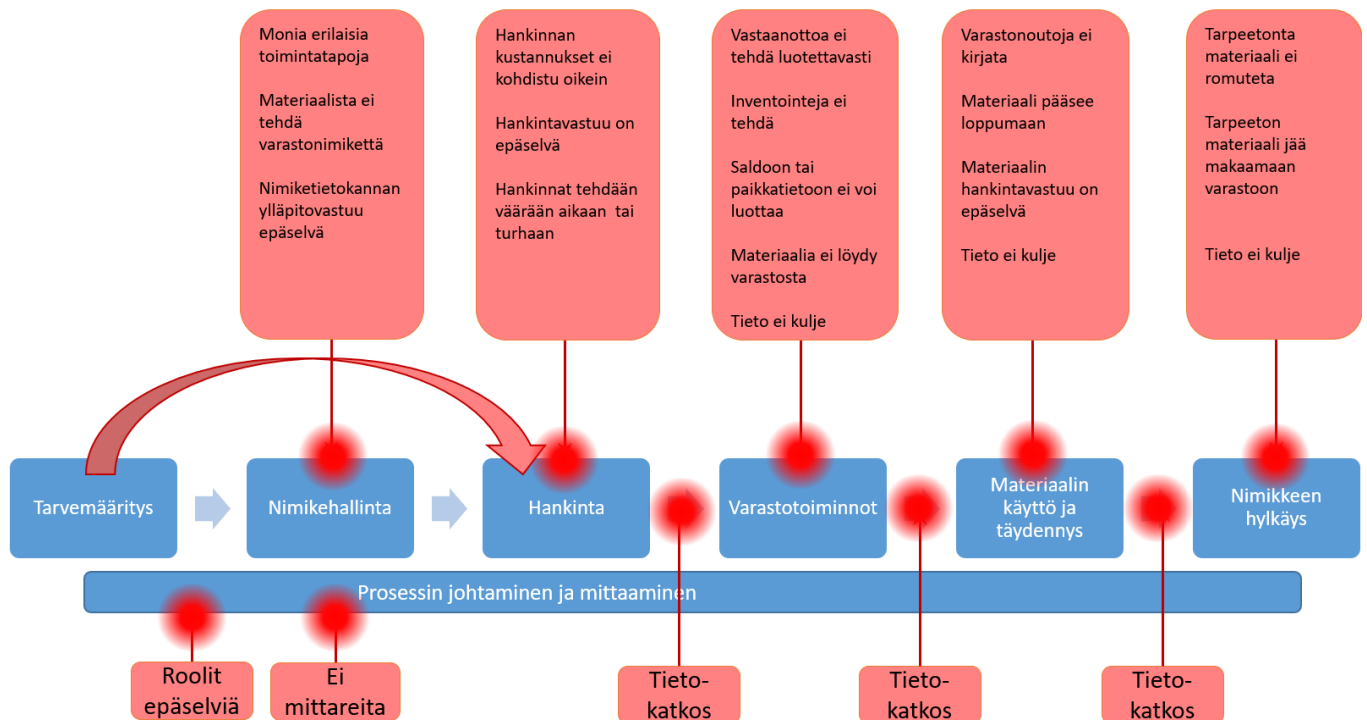 Monia erilaisia
toimintatapoja
Materiaalista ei
tehdä
varastonimikettä
Nimiketietokannan
ylläpitovastuu
epäselvä
Hankinnan
kustannukset ei
kohdistu oikein
Hankintavastuu on
epäselvä
Hankinnat tehdään
väärään aikaan  tai
turhaan
Vastaanottoa ei
tehdä luotettavasti
Inventointeja ei
tehdä
Saldoon tai
paikkatietoon ei voi
luottaa
Materiaalia ei löydy
varastosta
Tieto ei kulje
Varastonoutoja ei
kirjata
Materiaali pääsee
loppumaan
Materiaalin
hankintavastuu on
epäselvä
Tieto ei kulje
Tarpeetonta
materiaali ei
romuteta
Tarpeeton
materiaali jää
makaamaan
varastoon
Tieto ei kulje
Tarvemääritys
Nimikehallinta
Hankinta
Varastotoiminnot
Materiaalin
käyttö ja
täydennys
Nimikkeen
hylkäys
Prosessin johtaminen ja mittaaminen
Roolit
epäselviä
Ei
mittareita
Tieto-
katkos
Tieto-
katkos
Tieto-
katkos